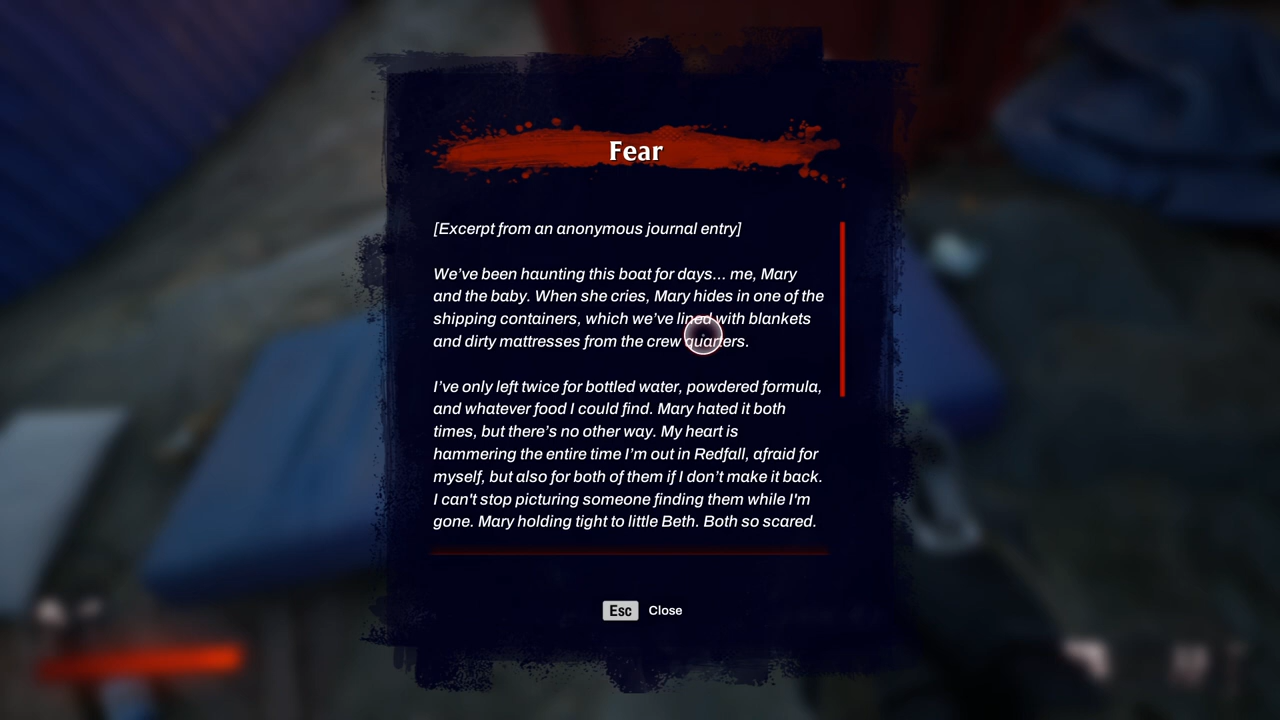 Fear
[Excerpt from an anonymous journal entry]
We’ve been haunting this boat for days... me, Mary
and the baby. When she cries, Mary hides in one of the
shipping containers, which we’ve lined with blankets
and dirty mattresses from the crew quarters.
I’ve only left twice for bottled water, powdered formula,
and whatever food I could find. Mary hated it both
times, but there’s no other way. My heart is
hammering the entire time I’m out in Redfall, afraid for
myself, but also for both of them if I don’t make it back.
I can't stop picturing someone finding them while I'm
gone. Mary holding tight to little Beth. Both so scared.
Esc Close